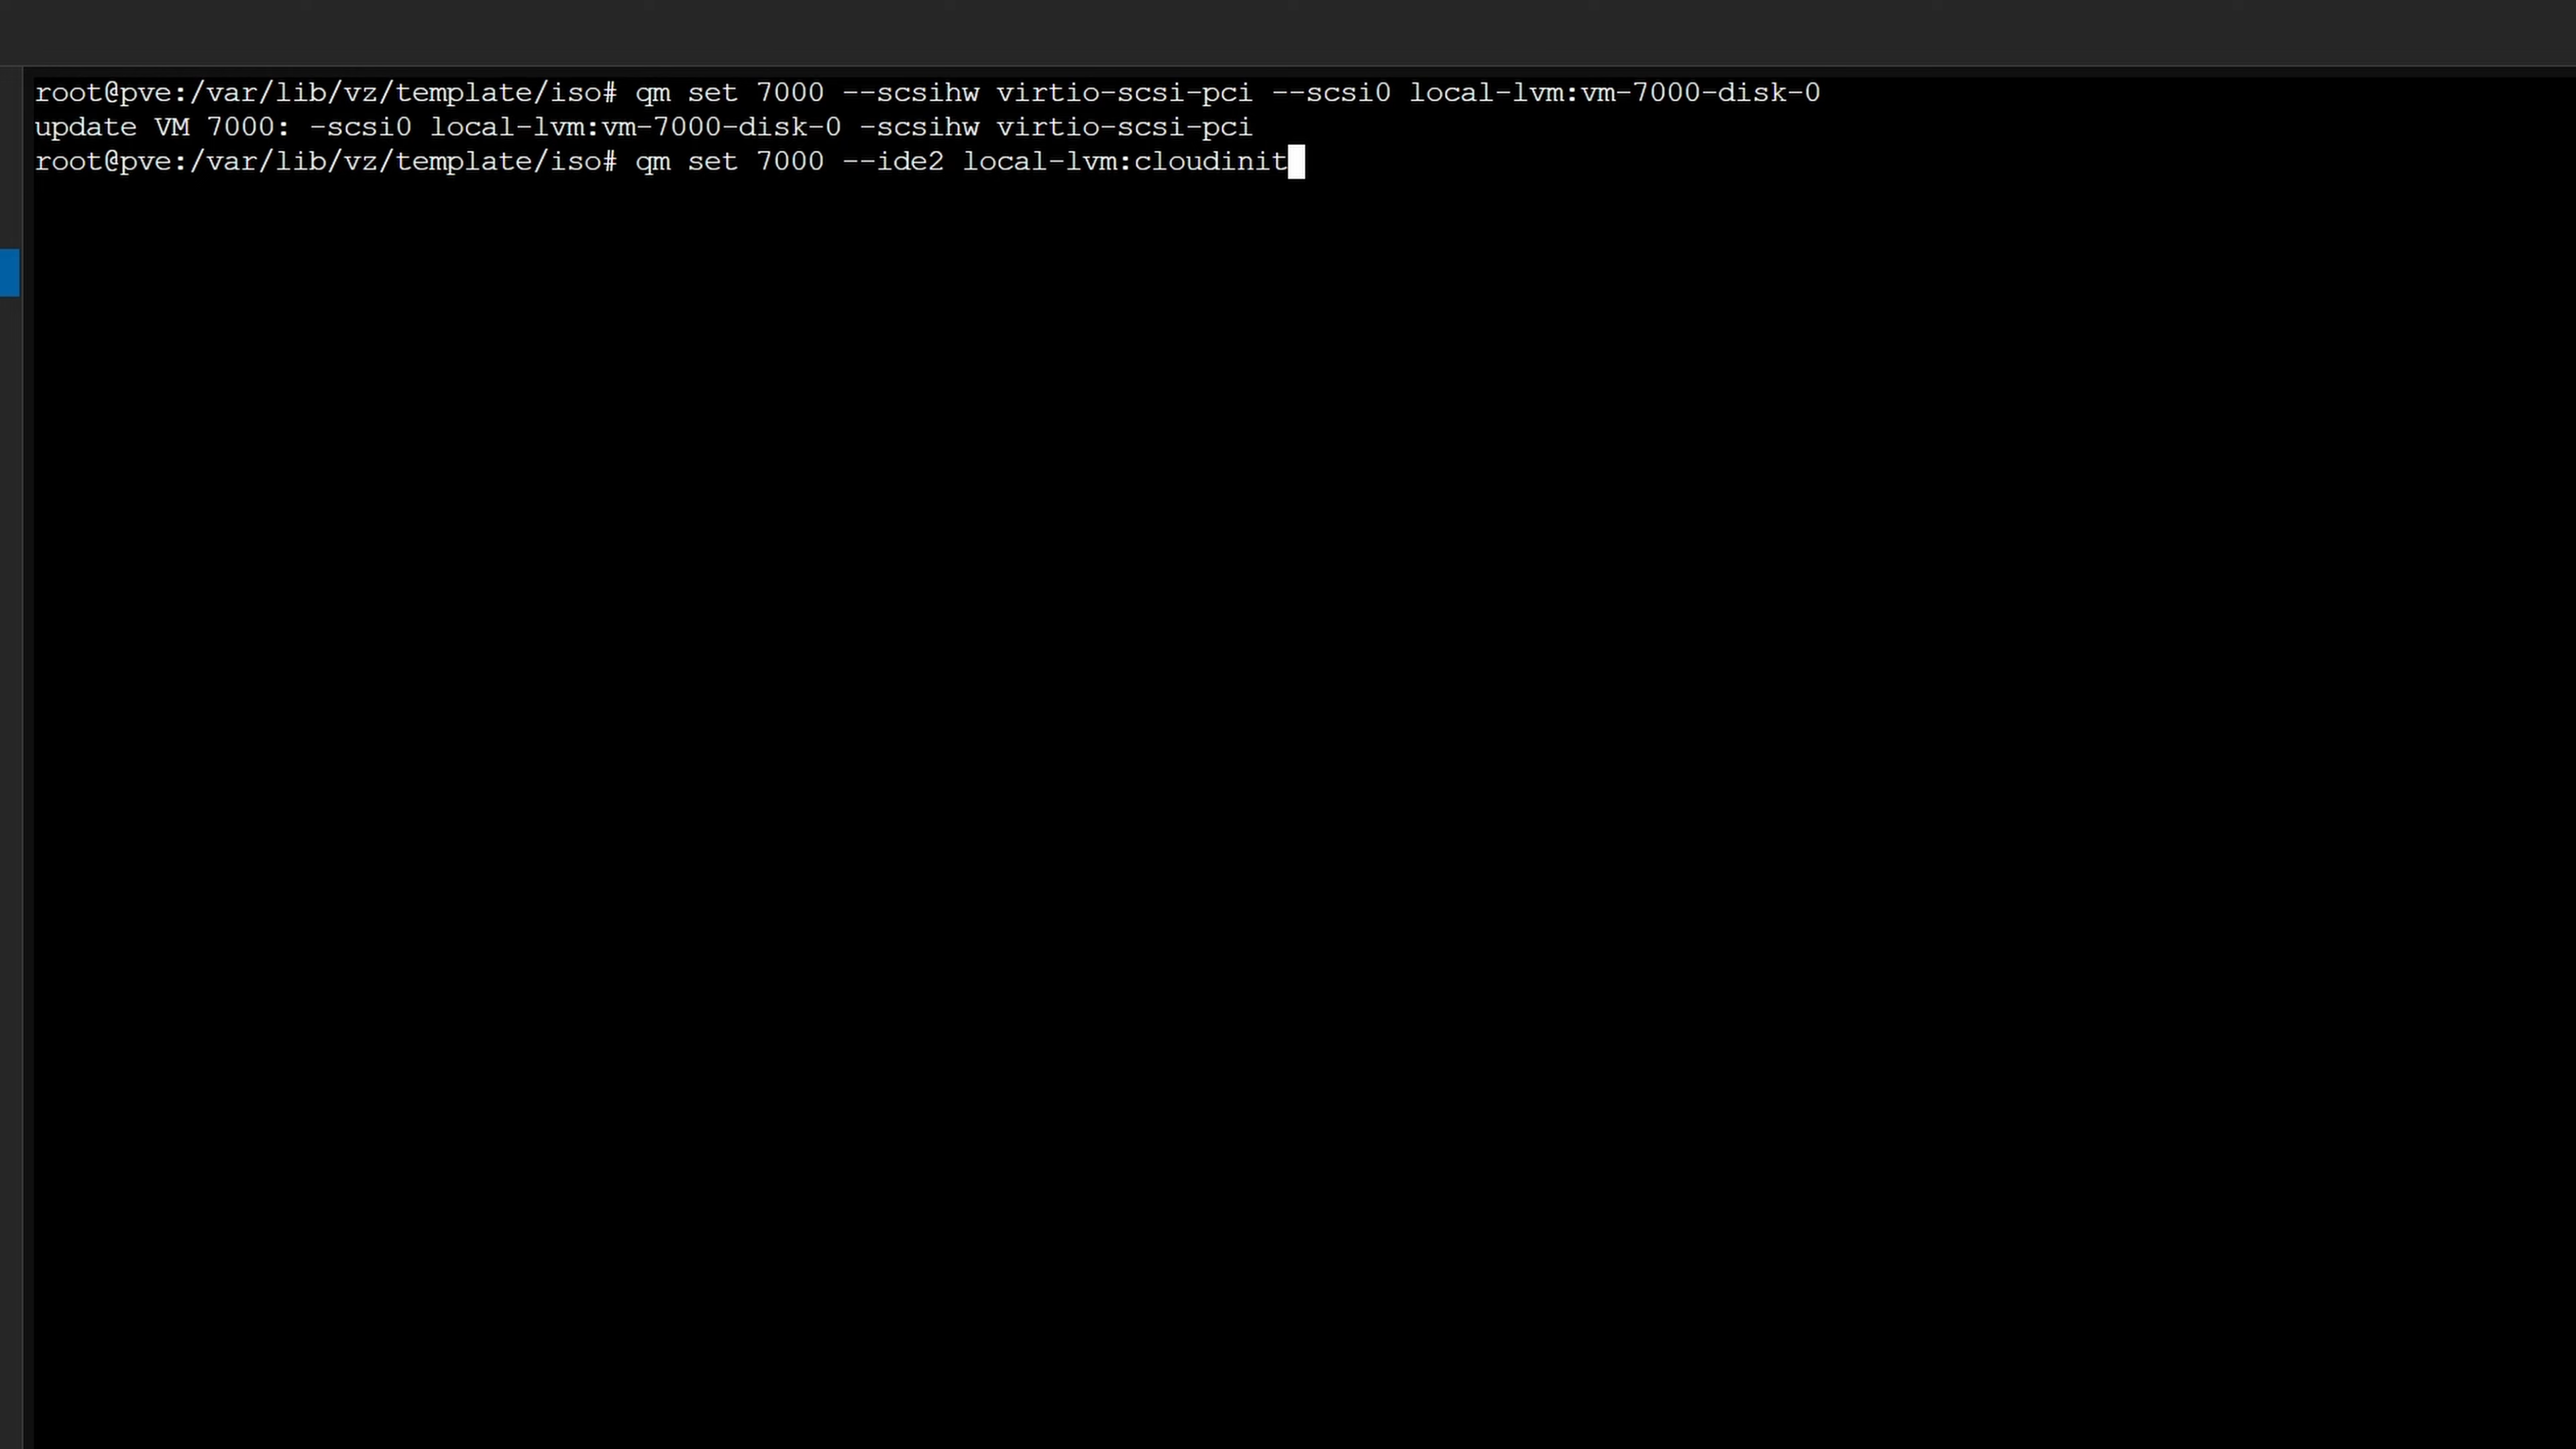 root@pve:/var/lib/vz/template/iso# qm set 7000 --scsihw virtio-scsi-pci --scsi0 local-lvm:vm-7000-disk-0
update VM 7000: -scsi0 local-lvm:vm-7000-disk-0 -scsihw virtio-scsi-pci
root@pve:/var/lib/vz/template/iso# qm set 7000 --ide2 local-lvm:cloudinit